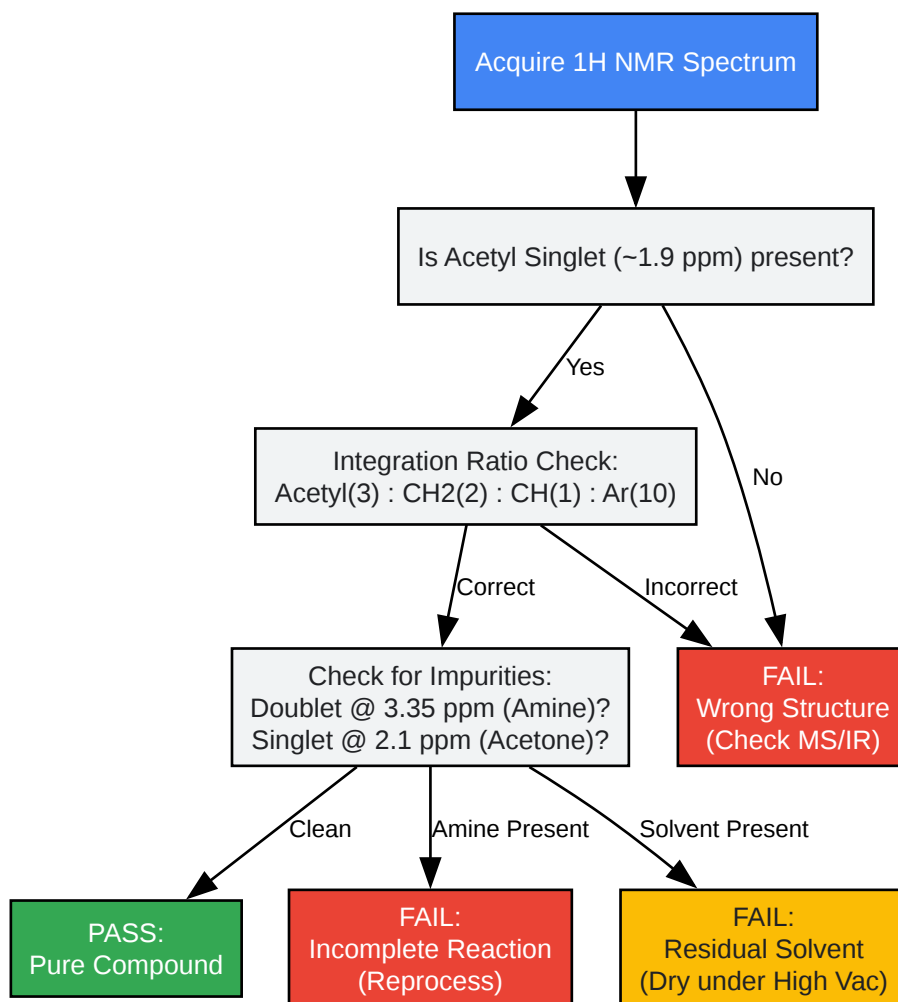 Acquire 1H NMR Spectrum
Is Acetyl Singlet (~1.9 ppm) present?
Yes
No
Integration Ratio Check:
Acetyl(3) : CH2(2) : CH(1) : Ar(10)
Correct
Incorrect
Check for Impurities:
Doublet @ 3.35 ppm (Amine)?
Singlet @ 2.1 ppm (Acetone)?
FAIL:
Wrong Structure
(Check MS/IR)
Clean
Amine Present
Solvent Present
PASS:
Pure Compound
FAIL:
Incomplete Reaction
(Reprocess)
FAIL:
Residual Solvent
(Dry under High Vac)